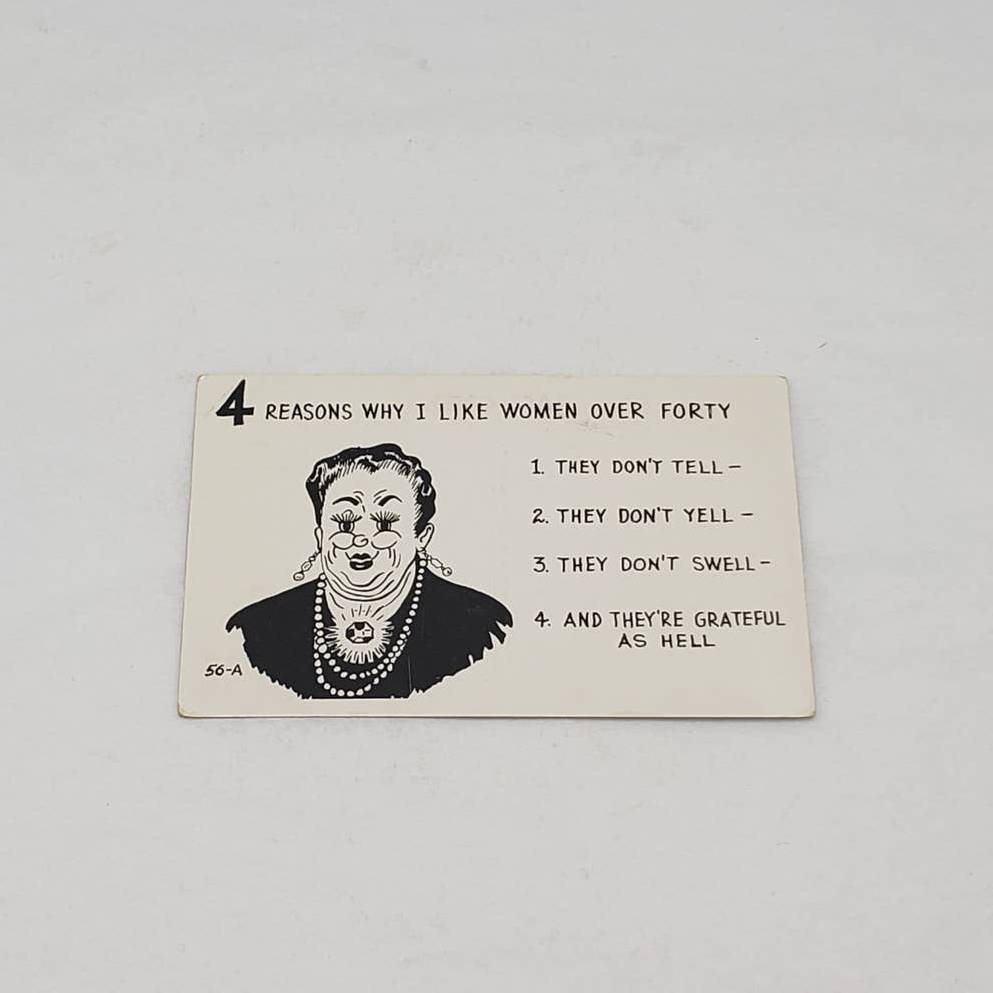 4 REASONS WHY I LIKE WOMEN OVER FORTY
1. THEY DON'T TELL –
2. THEY DON'T YELL –
3. THEY DON'T SWELL –
4. AND THEY'RE GRATEFUL
AS HELL
56-A